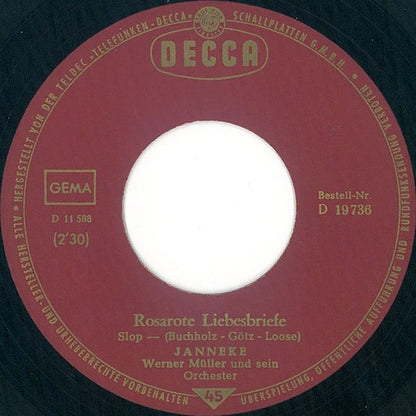 HERGESTELLT VON DER TELDEC »TELEFUNKEN-DECCA« SCHALLPLATTEN G.M.B.H.
DECCA
GEMA
D 11 588
(2'30)
Bestell-Nr.
D 19736
Rosarote Liebesbriefe
Slop — (Buchholz - Götz - Loose)
JANNEKE
Werner Müller und sein
Orchester
45
ALLE HERSTELLER- UND URHEBERRECHTE VORBEHALTEN
ÜBERSPIELUNG, ÖFFENTLICHE AUFFÜHRUNG UND RUNDFUNKSENDUNG VERBOTEN